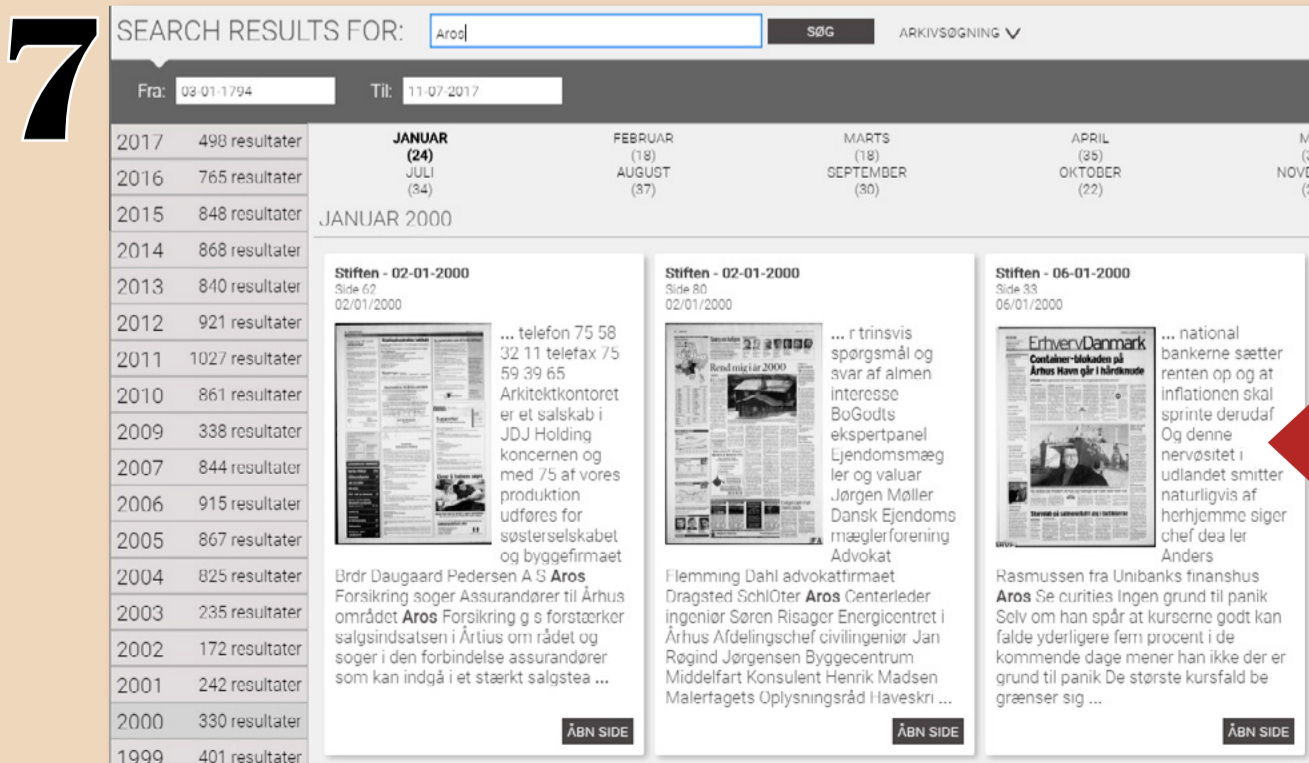 7
SEARCH RESULTS FOR: Aros SØG ARKIVSØGNING
Fra: 03-01-1794 Til: 11-07-2017
2017 498 resultater
2016 765 resultater
2015 848 resultater
2014 868 resultater
2013 840 resultater
2012 921 resultater
2011 1027 resultater
2010 861 resultater
2009 338 resultater
2007 844 resultater
2006 915 resultater
2005 867 resultater
2004 825 resultater
2003 235 resultater
2002 172 resultater
2001 242 resultater
2000 330 resultater
1999 401 resultater
JANUAR FEBRUAR MARTS APRIL
(24) (18) (18) (35)
JULI AUGUST SEPTEMBER OKTOBER
(34) (37) (30) (22)
JANUAR 2000
Stiften - 02-01-2000
Side 62
02/01/2000
... telefon 75 58
32 11 telefax 75
59 39 65
Arkitektkontoret
er et salskab i
JDJ Holding
koncernen og
med 75 af vores
produktion
udføres for
søsterselskabet
og byggefirmaet
Brdr Daugaard Pedersen A S Aros
Forsikring soger Assurandører til Århus
området Aros Forsikring g s forstærker
salgsindsatsen i Årtius om rådet og
soger i den forbindelse assurandører
som kan indgå i et stærkt salgstea ...
ÅBN SIDE
Stiften - 02-01-2000
Side 80
02/01/2000
Rend mig i år 2000
... r trinsvis
spørgsmål og
svar af almen
interesse
BoGodts
ekspertpanel
Ejendomsmæg
ler og valuar
Jørgen Møller
Dansk Ejendoms
mæglerforening
Advokat
Flemming Dahl advokatfirmaet
Dragsted SchlOter Aros Centerleder
ingeniør Søren Risager Energicentret i
Århus Afdelingschef civilingeniør Jan
Røgind Jørgensen Byggecentrum
Middelfart Konsulent Henrik Madsen
Malerfagets Oplysningsråd Haveskri ...
ÅBN SIDE
Stiften - 06-01-2000
Side 33
06/01/2000
ErhvervDanmark
Container-blokaden på
Århus Havn går i hårdknude
... national
bankerne sætter
renten op og at
inflationen skal
sprinte derudaf
Og denne
nervøsitet i
udlandet smitter
naturligvis af
herhjemme siger
chef dea ler
Anders
Rasmussen fra Unibanks finanshus
Aros Se curities Ingen grund til panik
Selv om han spår at kurserne godt kan
falde yderligere fem procent i de
kommende dage mener han ikke der er
grund til panik De største kursfald be
grænser sig ...
ÅBN SIDE